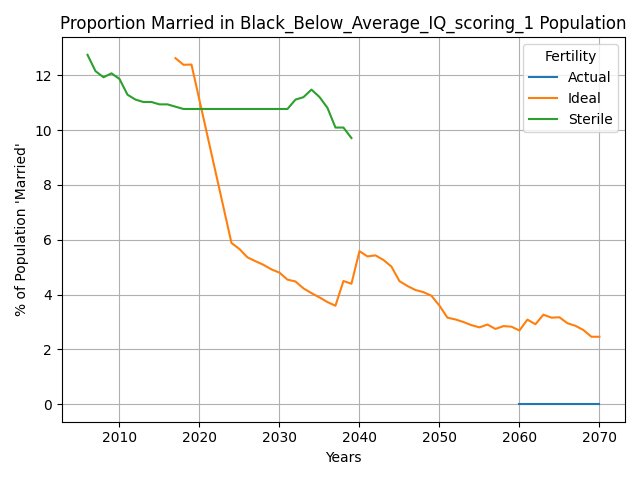 Proportion Married in Black_Below_Average_IQ_scoring_1 Population
Fertility
Actual
Ideal
Sterile
% of Population 'Married'
12
10
8
6
4
2
0
2010 2020 2030 2040 2050 2060 2070
Years